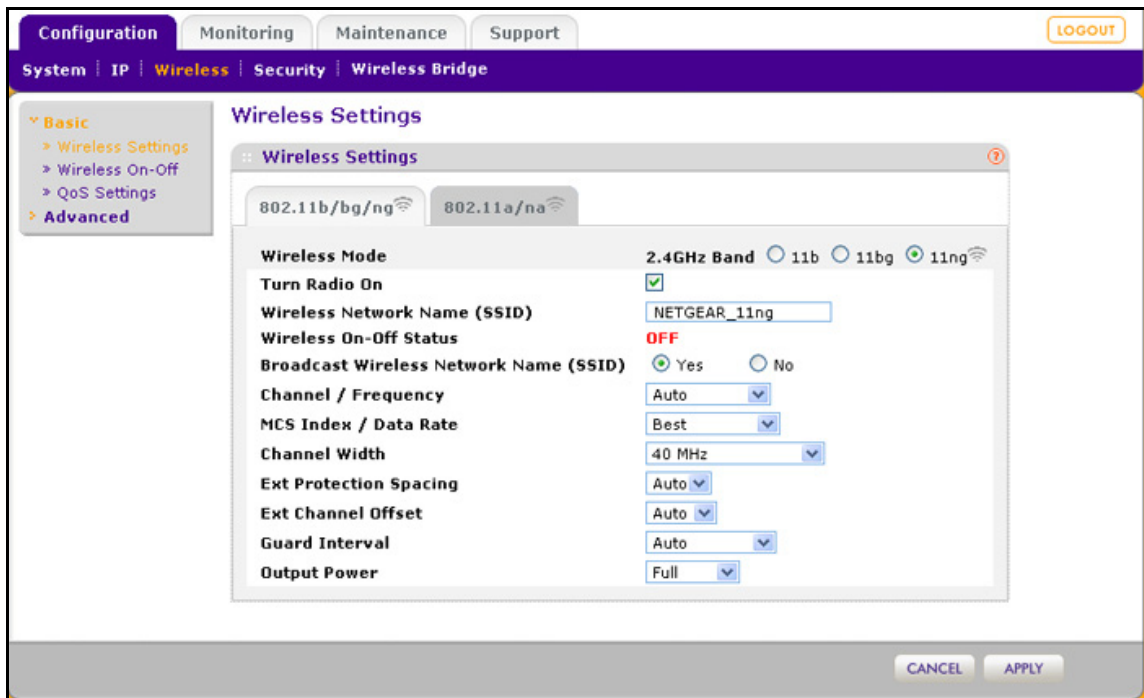 Configuration Monitoring Maintenance Support LOGOUT
System IP Wireless Security Wireless Bridge
Basic
Wireless Settings
Wireless On-Off
QoS Settings
Advanced
Wireless Settings
Wireless Settings ?
802.11b/bg/ng 802.11a/na
Wireless Mode 2.4GHz Band 11b 11bg 11ng
Turn Radio On
Wireless Network Name (SSID) NETGEAR_11ng
Wireless On-Off Status OFF
Broadcast Wireless Network Name (SSID) Yes No
Channel / Frequency Auto
MCS Index / Data Rate Best
Channel Width 40 MHz
Ext Protection Spacing Auto
Ext Channel Offset Auto
Guard Interval Auto
Output Power Full
CANCEL APPLY